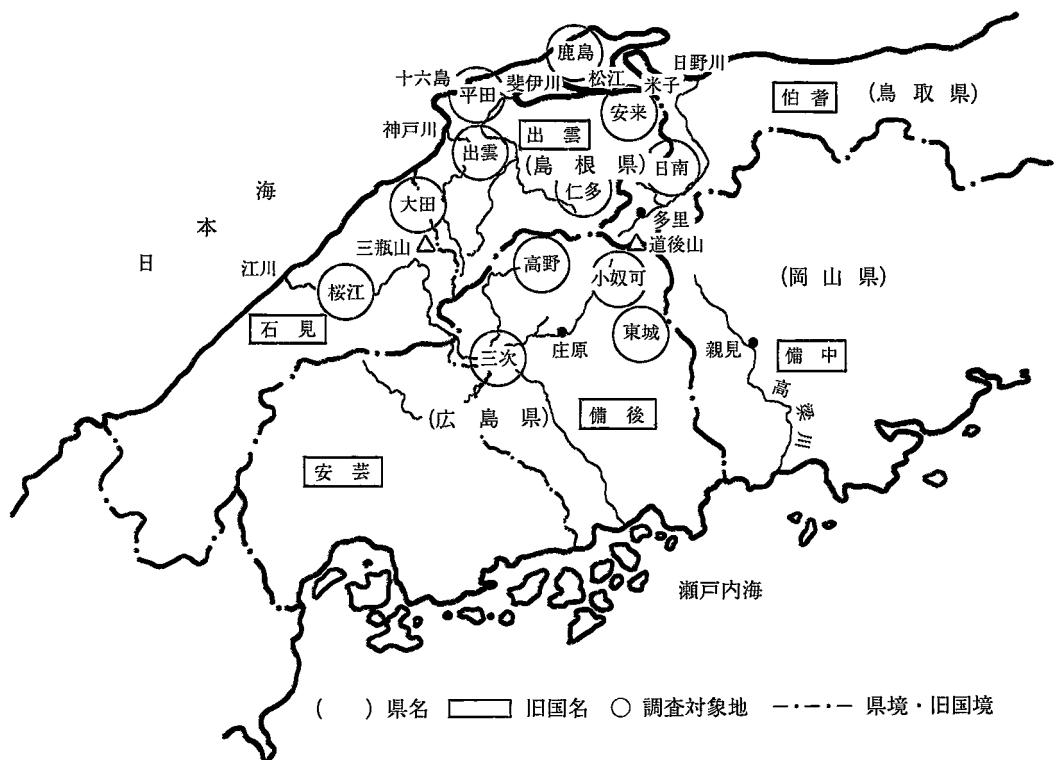 鹿島
日野川
十六島
斐伊川
松江
米子
平田
伯耆
(鳥取県)
安来
神戸川
出雲
出雲
(島根県)
日南
仁多
大田
多里
日本海
三瓶山
道後山
江川
高野
小奴可
(岡山県)
桜江
石見
東城
庄原
親見
備中
三次
高梁川
(広島県)
備後
安芸
瀬戸内海
( )県名
旧国名
調査対象地
県境・旧国境